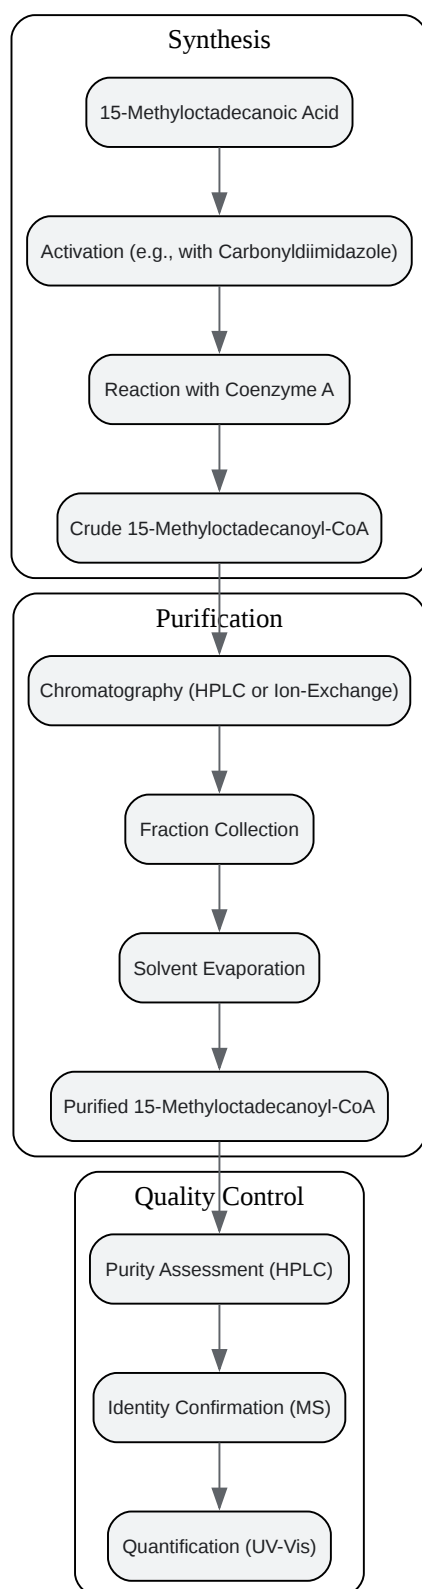 Synthesis
15-Methyloctadecanoic Acid
Activation (e.g., with Carbonyldiimidazole)
Reaction with Coenzyme A
Crude 15-Methyloctadecanoyl-CoA
Purification
Chromatography (HPLC or Ion-Exchange)
Fraction Collection
Solvent Evaporation
Purified 15-Methyloctadecanoyl-CoA
Quality Control
Purity Assessment (HPLC)
Identity Confirmation (MS)
Quantification (UV-Vis)